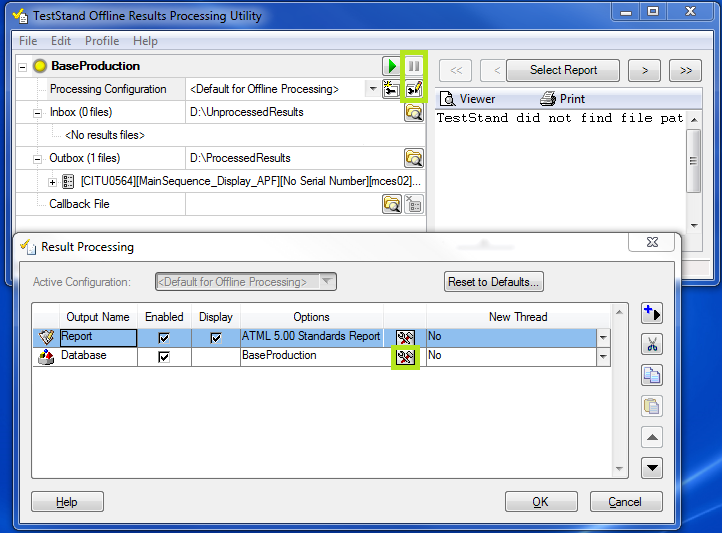 TestStand Offline Results Processing Utility
File Edit Profile Help
BaseProduction
Processing Configuration <Default for Offline Processing>
Inbox (0 files) D:\UnprocessedResults
<No results files>
Outbox (1 files) D:\ProcessedResults
[CITU0564][MainSequence_Display_APF][No Serial Number][mces02]...
Callback File
<< < Select Report > >>
Viewer Print
TestStand did not find file pat
Result Processing
Active Configuration: <Default for Offline Processing> Reset to Defaults...
Output Name Enabled Display Options New Thread
Report ATML 5.00 Standards Report No
Database BaseProduction No
Help OK Cancel